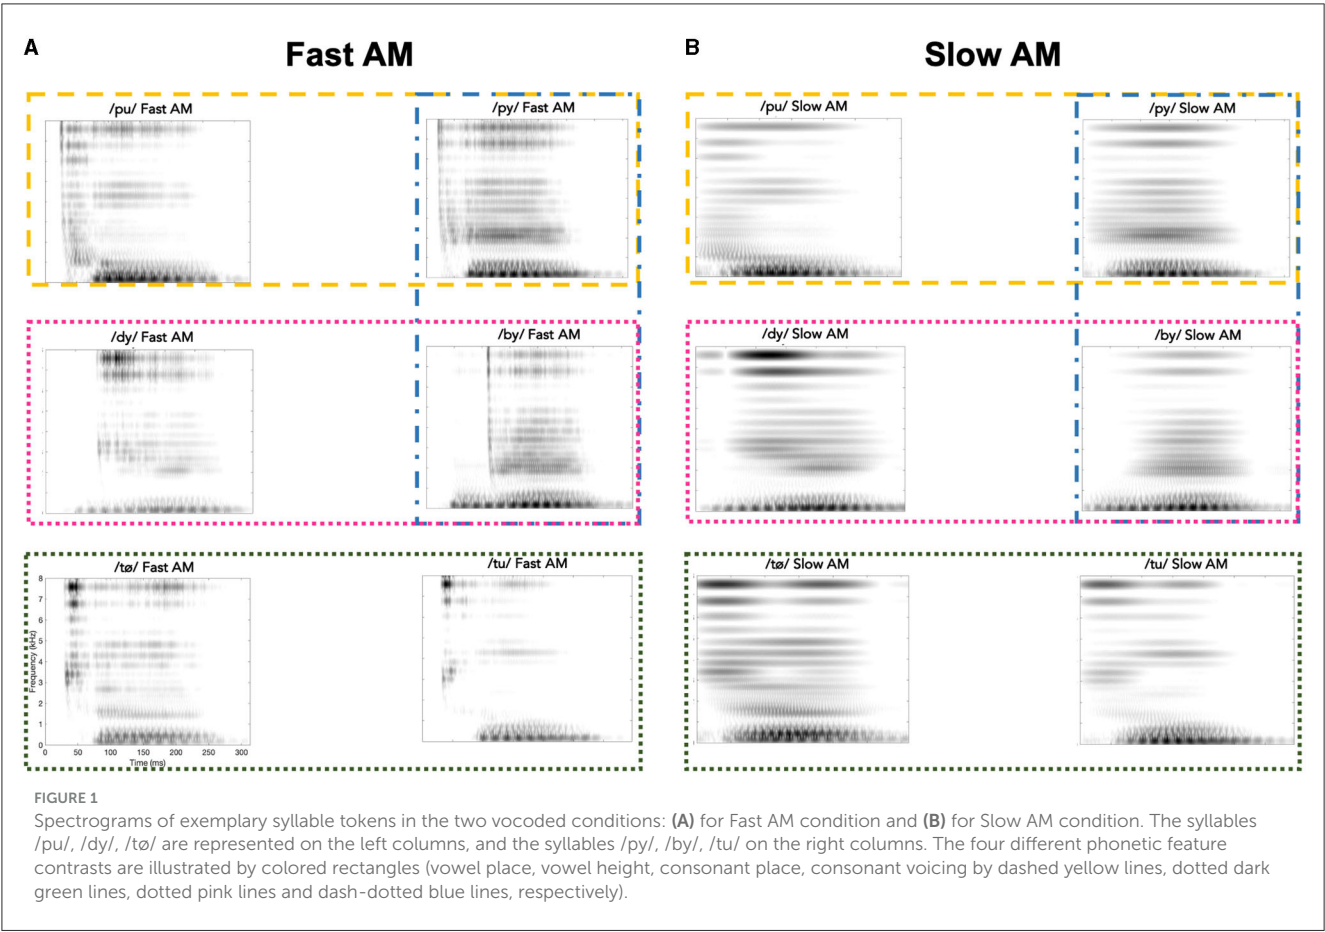 A
Fast AM
B
Slow AM
/pu/ Fast AM
/py/ Fast AM
/pu/ Slow AM
/py/ Slow AM
/dy/ Fast AM
/by/ Fast AM
/dy/ Slow AM
/by/ Slow AM
/tø/ Fast AM
/tu/ Fast AM
/tø/ Slow AM
/tu/ Slow AM
8
7
6
5
4
3
2
1
0
Frequency (kHz)
0 50 100 150 200 250 300
Time (ms)
FIGURE 1
Spectrograms of exemplary syllable tokens in the two vocoded conditions: (A) for Fast AM condition and (B) for Slow AM condition. The syllables
/pu/, /dy/, /tø/ are represented on the left columns, and the syllables /py/, /by/, /tu/ on the right columns. The four different phonetic feature
contrasts are illustrated by colored rectangles (vowel place, vowel height, consonant place, consonant voicing by dashed yellow lines, dotted dark
green lines, dotted pink lines and dash-dotted blue lines, respectively).